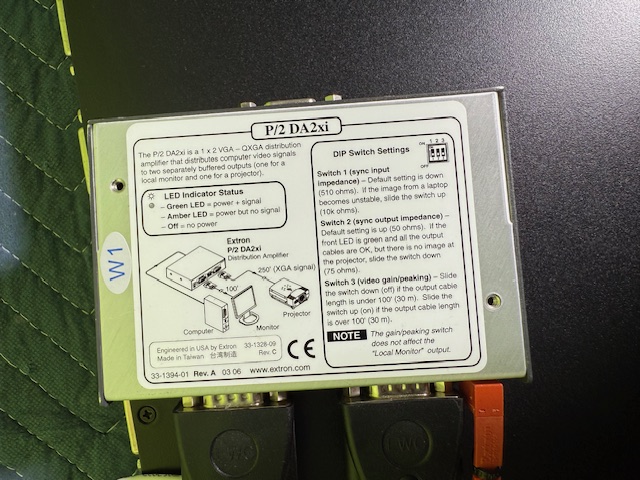 P/2 DA2xi
The P/2 DA2xi is a 1 x 2 VGA – QXGA distribution
amplifier that distributes computer video signals
to two separately buffered outputs (one for a
local monitor and one for a projector).
LED Indicator Status
– Green LED = power + signal
– Amber LED = power but no signal
– Off = no power
Extron
P/2 DA2xi
Distribution Amplifier
250' (XGA signal)
100'
Computer
Monitor
Projector
Engineered in USA by Extron
Made in Taiwan 台湾制造
33-1328-09
Rev. C
CE
33-1394-01 Rev. A 03 06
www.extron.com
DIP Switch Settings
ON
1 2 3
OFF
Switch 1 (sync input
impedance) – Default setting is down
(510 ohms). If the image from a laptop
becomes unstable, slide the switch up
(10k ohms).
Switch 2 (sync output impedance) –
Default setting is up (50 ohms). If the
front LED is green and all the output
cables are OK, but there is no image at
the projector, slide the switch down
(75 ohms).
Switch 3 (video gain/peaking) – Slide
the switch down (off) if the output cable
length is under 100' (30 m). Slide the
switch up (on) if the output cable length
is over 100' (30 m).
NOTE The gain/peaking switch
does not affect the
"Local Monitor" output.
W1